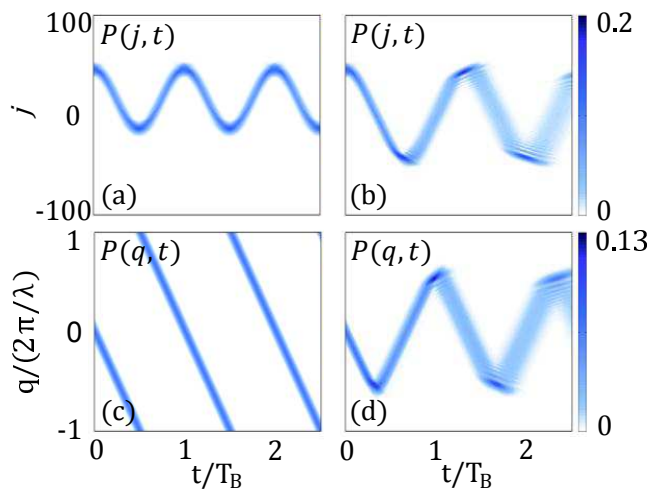 100
P(j,t)
P(j,t)
0.2
j
0
(a)
(b)
-100
0
1
P(q,t)
P(q,t)
0.13
q/(2π/λ)
0
(c)
(d)
-1
0
0
1
2
0
1
2
t/T_B
t/T_B